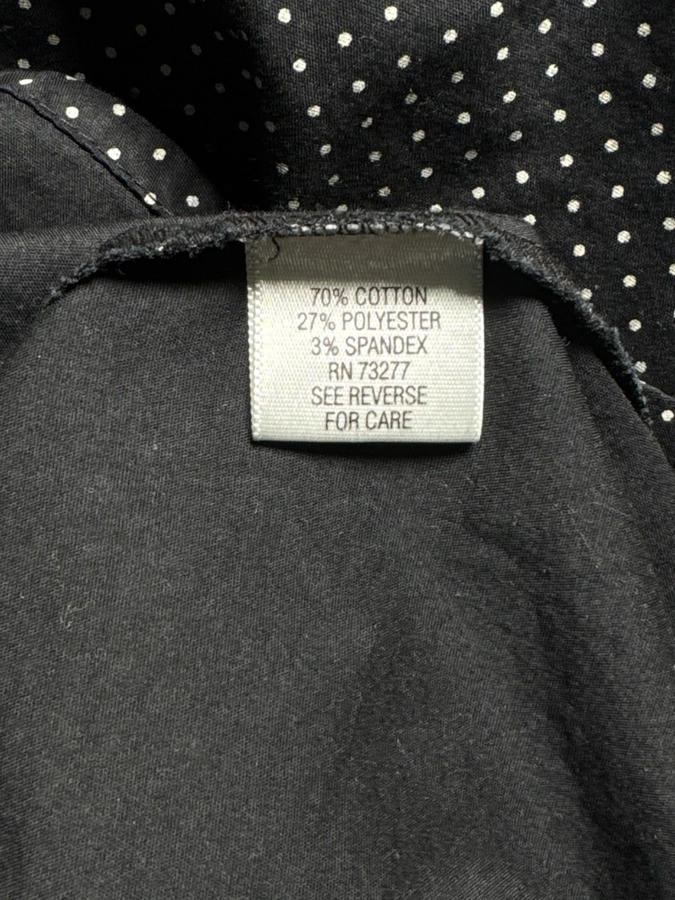 70% COTTON
27% POLYESTER
3% SPANDEX
RN 73277
SEE REVERSE
FOR CARE